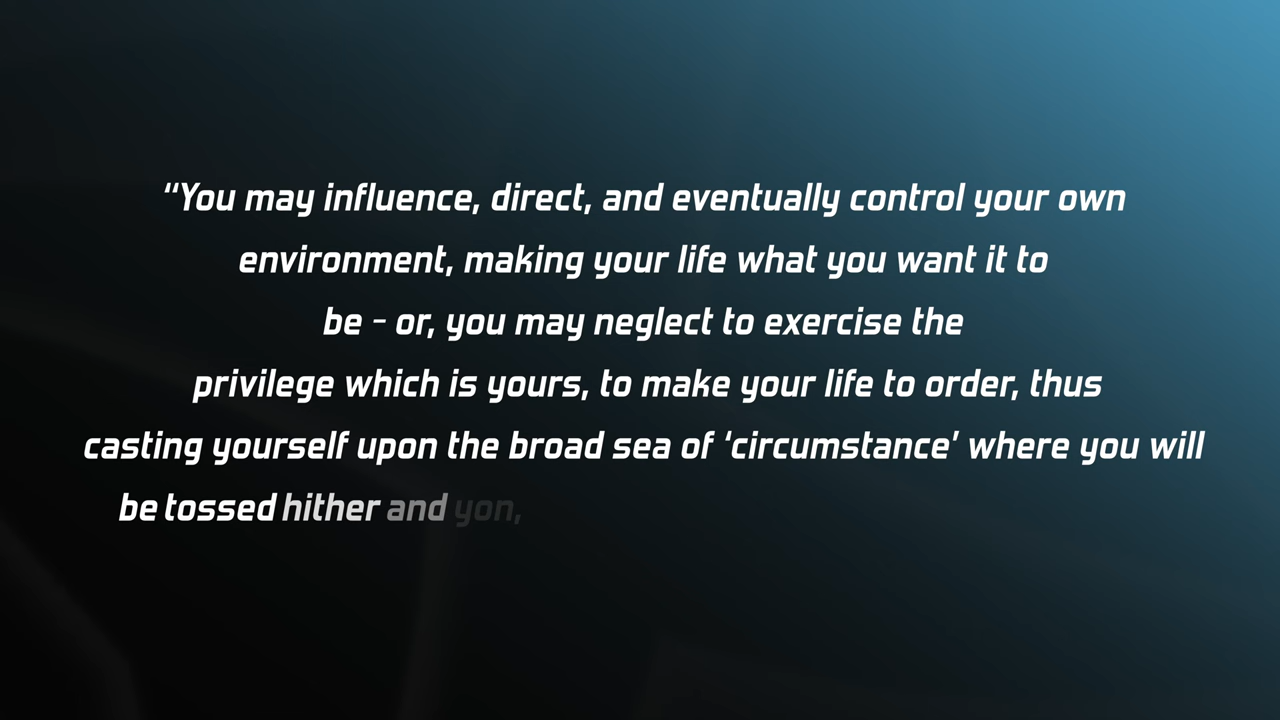 “You may influence, direct, and eventually control your own
environment, making your life what you want it to
be - or, you may neglect to exercise the
privilege which is yours, to make your life to order, thus
casting yourself upon the broad sea of ‘circumstance’ where you will
be tossed hither and yon,